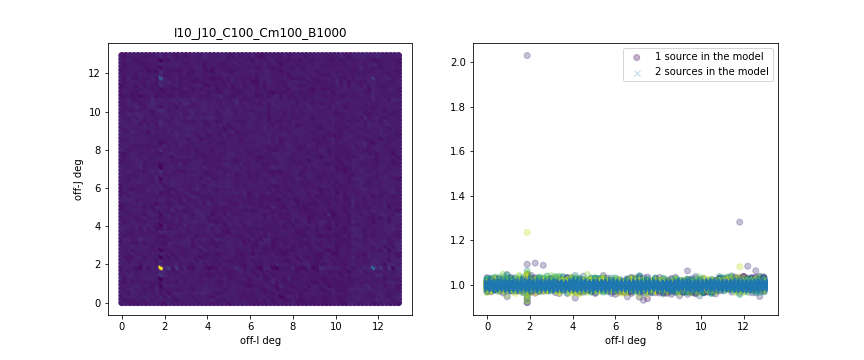 I10_J10_C100_Cm100_B1000
off-J deg
12
10
8
6
4
2
0
0 2 4 6 8 10 12
off-I deg
1 source in the model
2 sources in the model
2.0
1.8
1.6
1.4
1.2
1.0
0 2 4 6 8 10 12
off-I deg